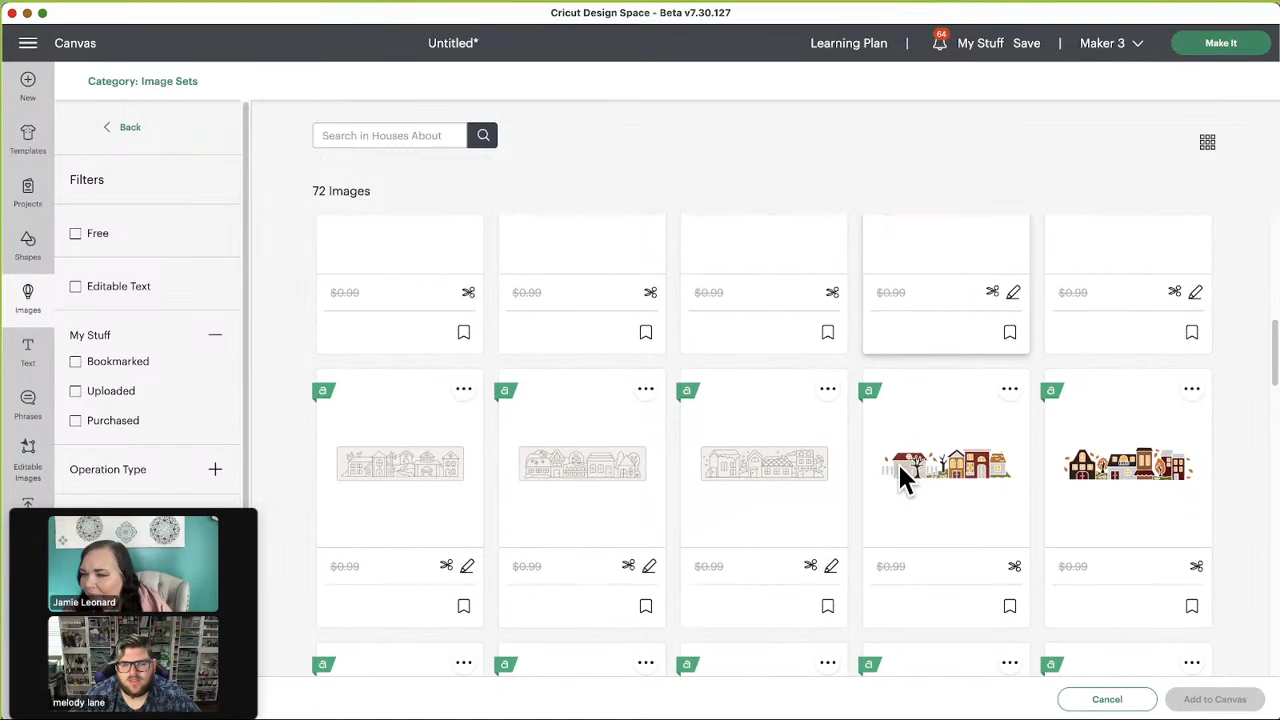 Cricut Design Space - Beta v7.30.127
Canvas
Untitled*
Learning Plan
|
64
My Stuff
Save
|
Maker 3
Make It
New
Templates
Projects
Shapes
Images
Text
Phrases
Editable
Images
Category: Image Sets
Back
Filters
Free
Editable Text
My Stuff
Bookmarked
Uploaded
Purchased
Operation Type
Search in Houses About
72 Images
$0.99 $0.99 $0.99 $0.99 $0.99
a a a a a
$0.99 $0.99 $0.99 $0.99 $0.99
a a a a a
Jamie Leonard
melody lane
Cancel
Add to Canvas